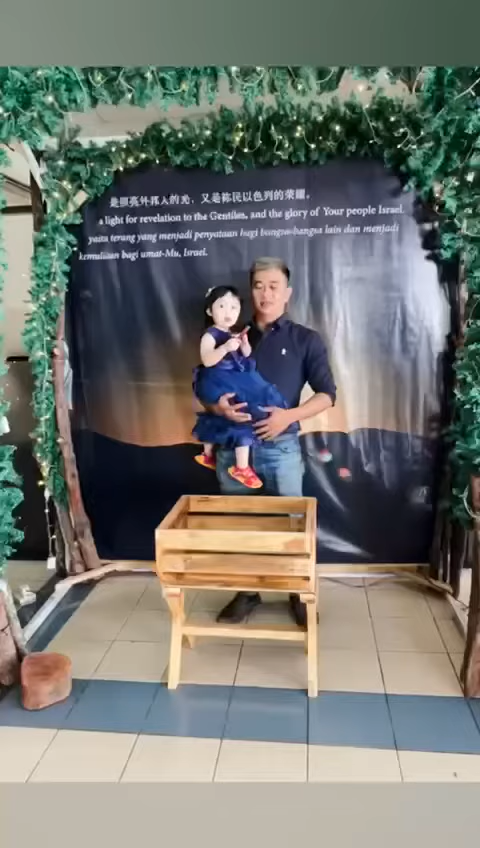 是照亮外邦人的光，又是祢民以色列的荣耀。
a light for revelation to the Gentiles, and the glory of Your people Israel.
yaitu terang yang menjadi penyataan bagi bangsa-bangsa lain dan menjadi
kemuliaan bagi umat-Mu, Israel.